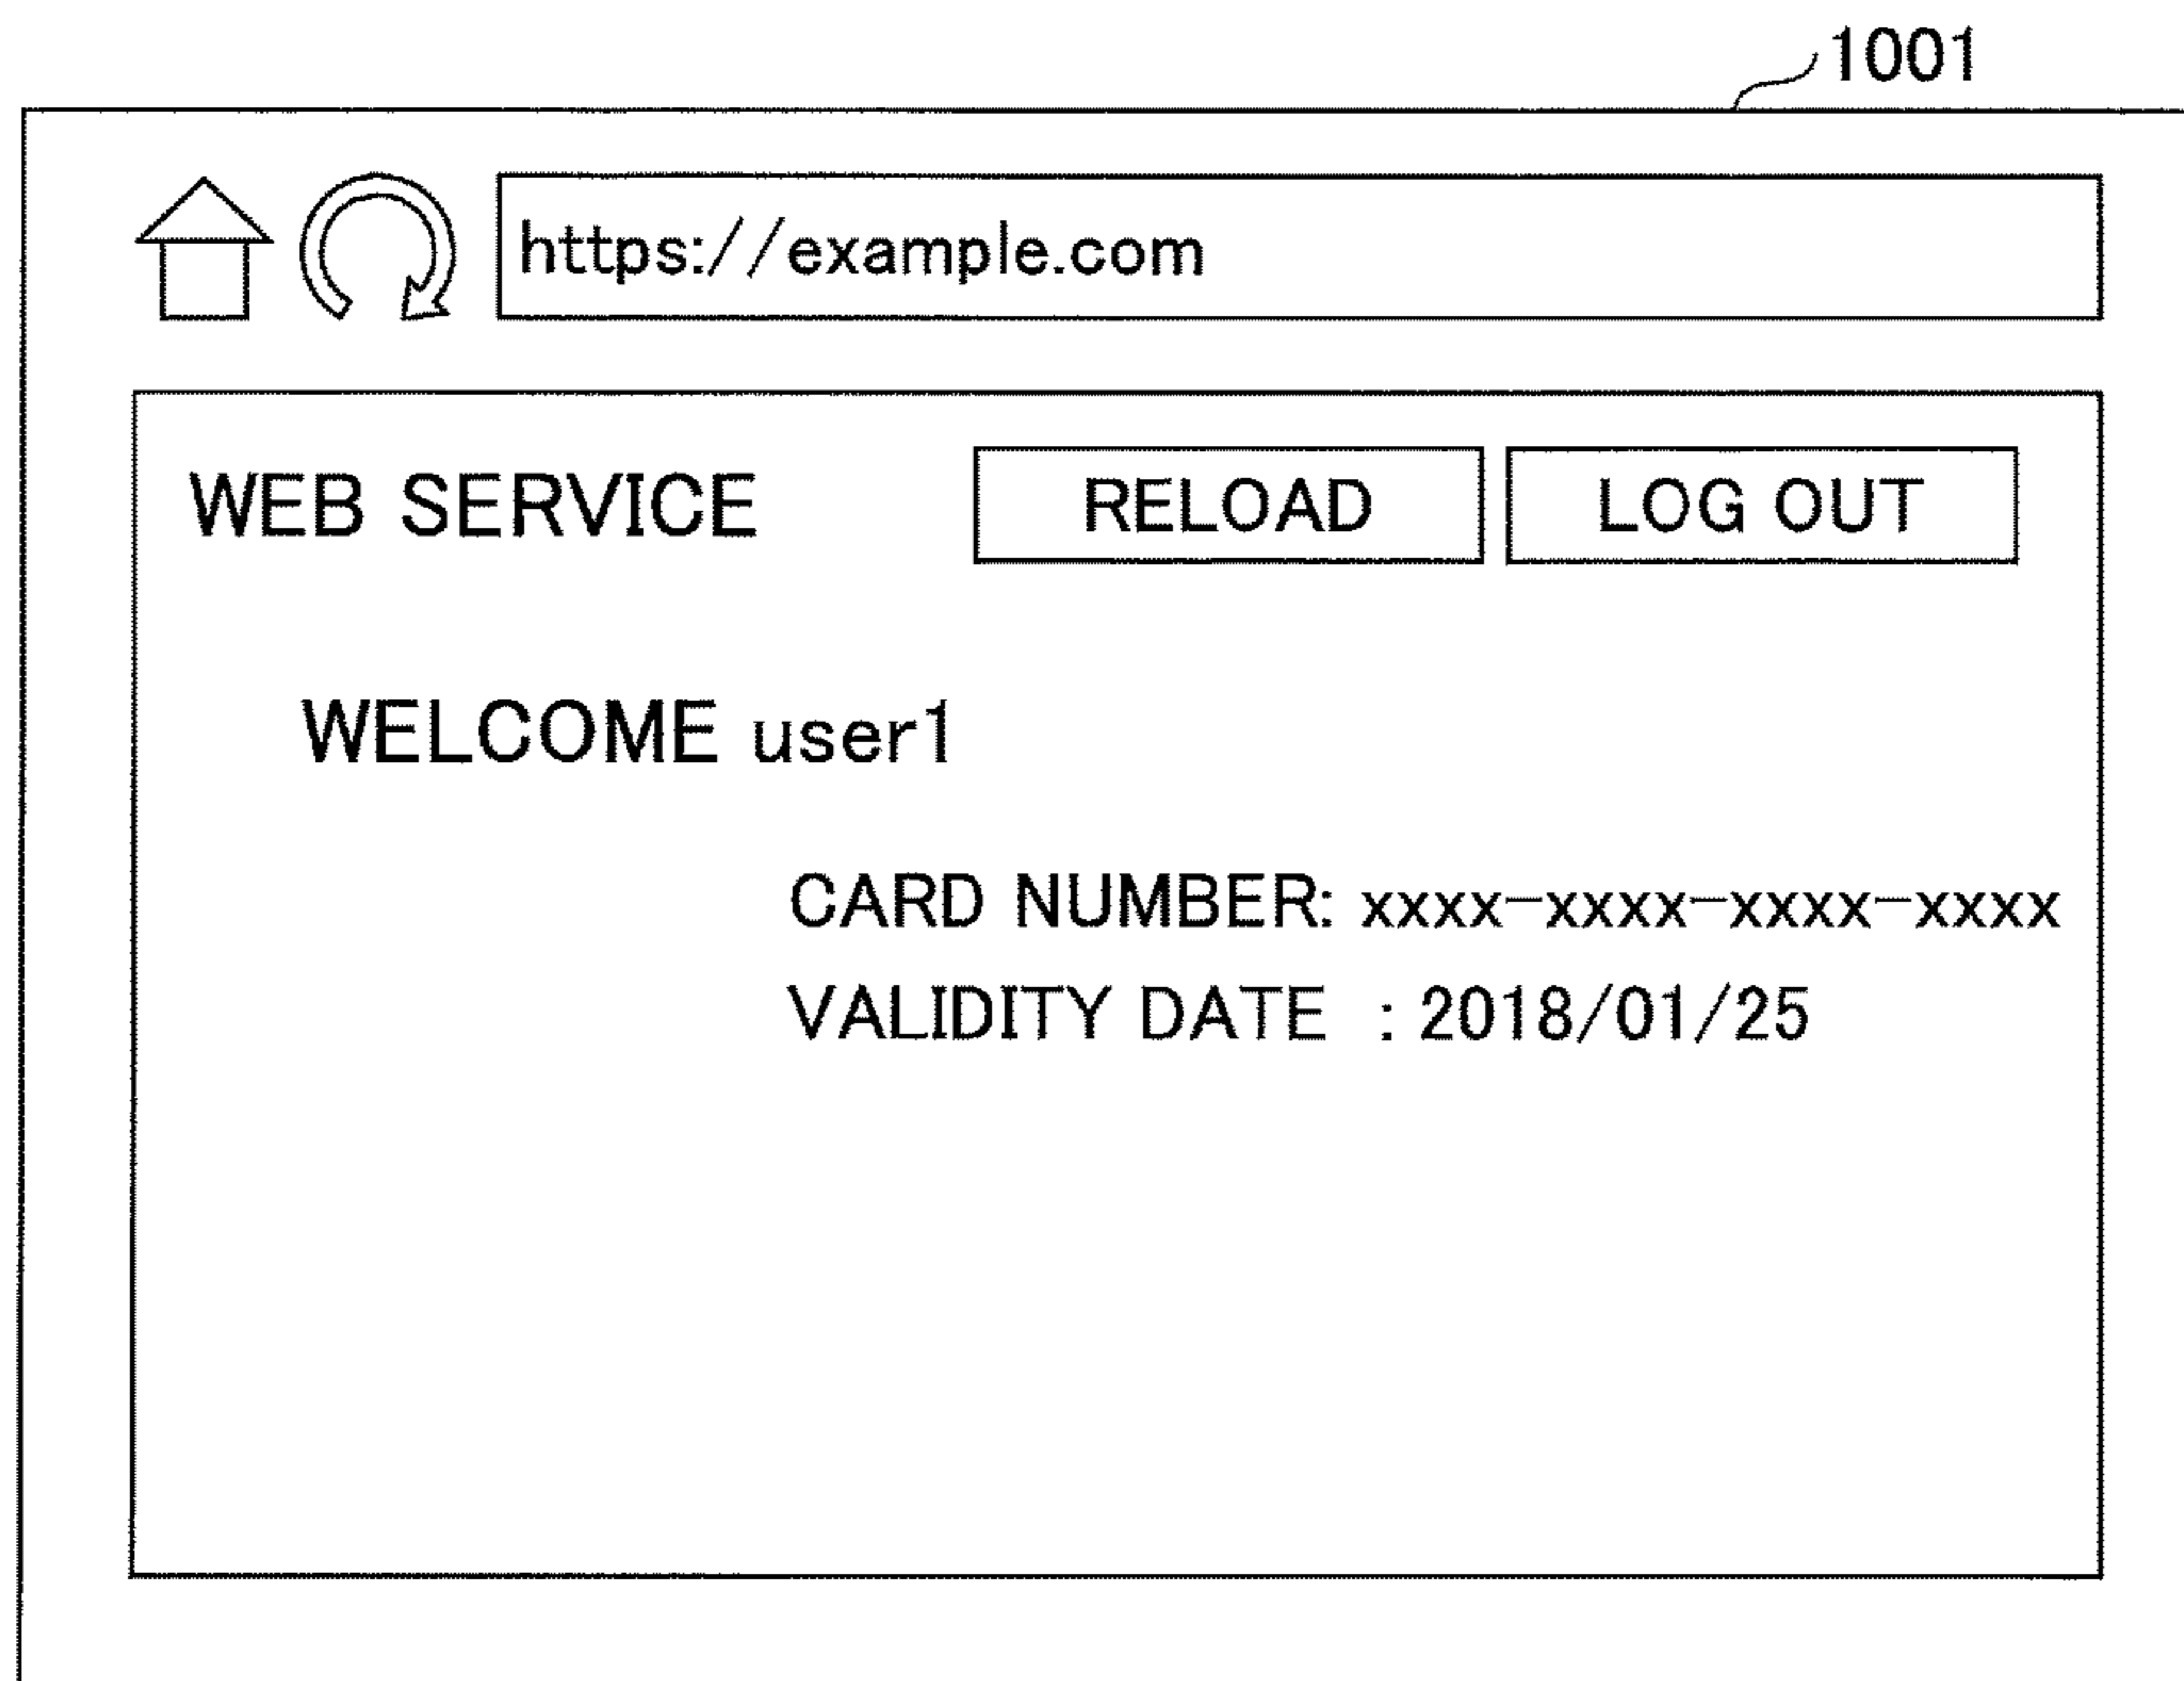 1001
https://example.com
WEB SERVICE RELOAD LOG OUT
WELCOME user1
CARD NUMBER: xxxx-xxxx-xxxx-xxxx
VALIDITY DATE : 2018/01/25